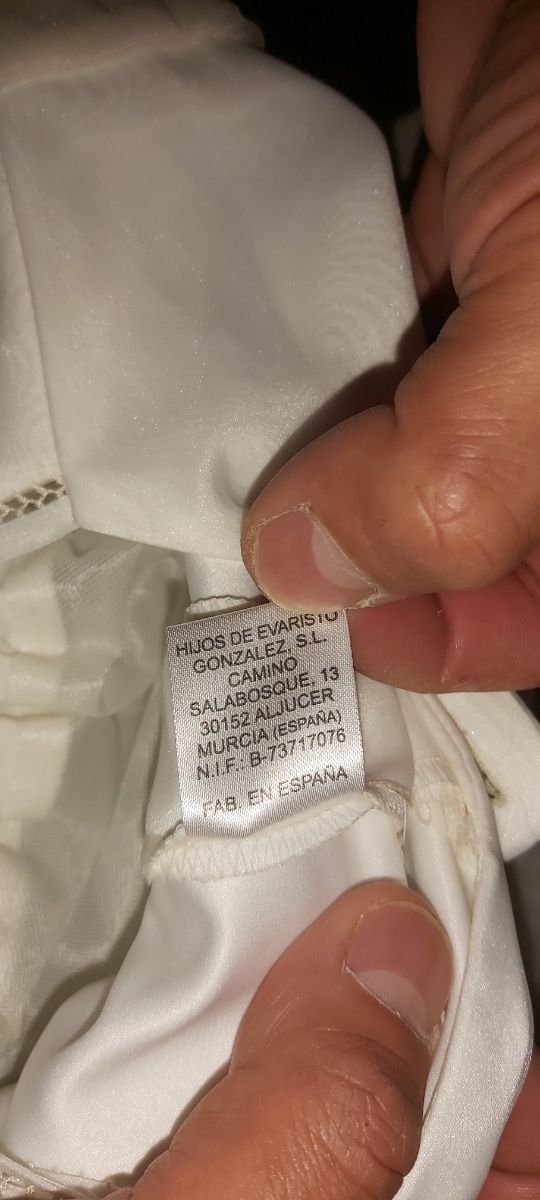 HIJOS DE EVARISTO
GONZALEZ, S.L.
CAMINO
SALABOSQUE, 13
30152 ALJUCER
MURCIA (ESPAÑA)
N.I.F.: B-73717076
FAB. EN ESPAÑA